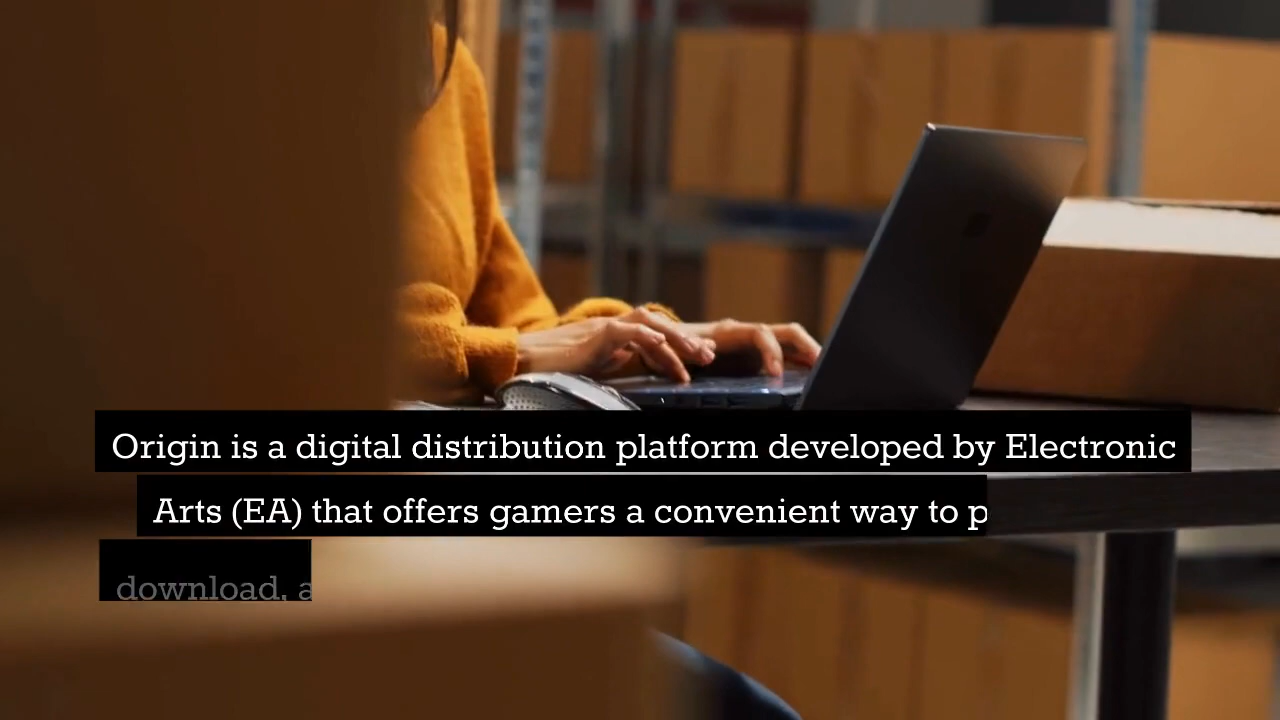 Origin is a digital distribution platform developed by Electronic
Arts (EA) that offers gamers a convenient way to p
download, a